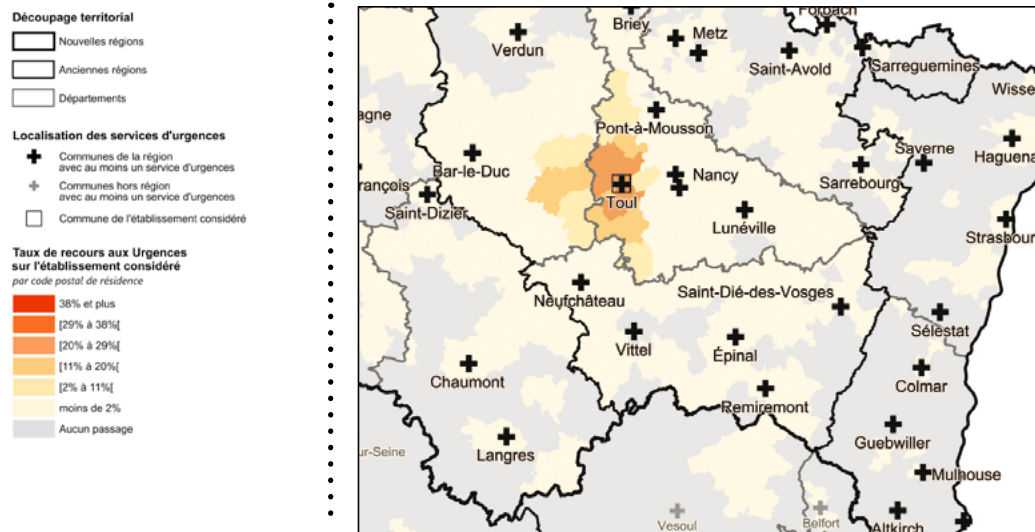 Découpage territorial
Nouvelles régions
Anciennes régions
Départements
Localisation des services d'urgences
Communes de la région
avec au moins un service d'urgences
Communes hors région
avec au moins un service d'urgences
Commune de l'établissement considéré
Taux de recours aux Urgences
sur l'établissement considéré
par code postal de résidence
38% et plus
[29% à 38%[
[20% à 29%[
[11% à 20%[
[2% à 11%[
moins de 2%
Aucun passage
Briey
Forbach
Verdun
Metz
Saint-Avold
Sarreguemines
Wisse
agne
Pont-à-Mousson
Saverne
Haguena
Bar-le-Duc
Nancy
Sarrebourg
rançois
Saint-Dizier
Toul
Lunéville
Strasbour
Neufchâteau
Saint-Dié-des-Vosges
Sélestat
Vittel
Épinal
Chaumont
Colmar
Remiremont
Guebwiller
ur-Seine
Langres
Mulhouse
Vesoul
Belfort
Altkirch